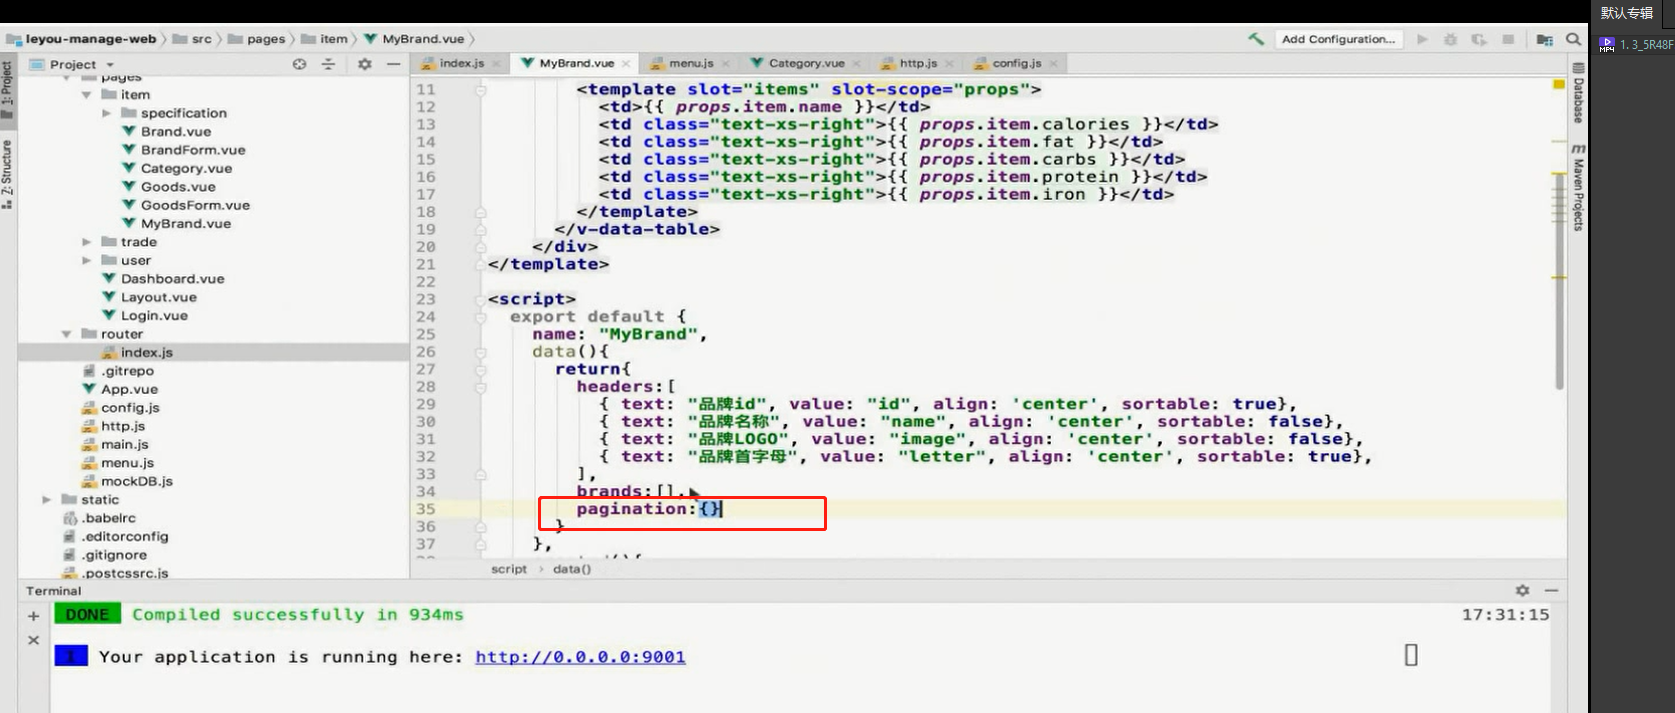 默认专辑
1. 3_5R48F
leyou-manage-web
src
pages
item
MyBrand.vue
Add Configuration...
Project
index.js
MyBrand.vue
menu.js
Category.vue
http.js
config.js
1: Project
Z: Structure
pages
item
specification
Brand.vue
BrandForm.vue
Category.vue
Goods.vue
GoodsForm.vue
MyBrand.vue
trade
user
Dashboard.vue
Layout.vue
Login.vue
router
index.js
.gitrepo
App.vue
config.js
http.js
main.js
menu.js
mockDB.js
static
.babelrc
.editorconfig
.gitignore
.postcssrc.js
11 <template slot="items" slot-scope="props">
12 <td>{{ props.item.name }}</td>
13 <td class="text-xs-right">{{ props.item.calories }}</td>
14 <td class="text-xs-right">{{ props.item.fat }}</td>
15 <td class="text-xs-right">{{ props.item.carbs }}</td>
16 <td class="text-xs-right">{{ props.item.protein }}</td>
17 <td class="text-xs-right">{{ props.item.iron }}</td>
18 </template>
19 </v-data-table>
20 </div>
21 </template>
22
23 <script>
24 export default {
25 name: "MyBrand",
26 data(){
27 return{
28 headers:[
29 { text: "品牌id", value: "id", align: 'center', sortable: true},
30 { text: "品牌名称", value: "name", align: 'center', sortable: false},
31 { text: "品牌LOGO", value: "image", align: 'center', sortable: false},
32 { text: "品牌首字母", value: "letter", align: 'center', sortable: true},
33 ],
34 brands:[],
35 pagination:{}
36 }
37 },
script › data()
Database
m Maven Projects
Terminal
DONE Compiled successfully in 934ms
17:31:15
I Your application is running here: http://0.0.0.0:9001